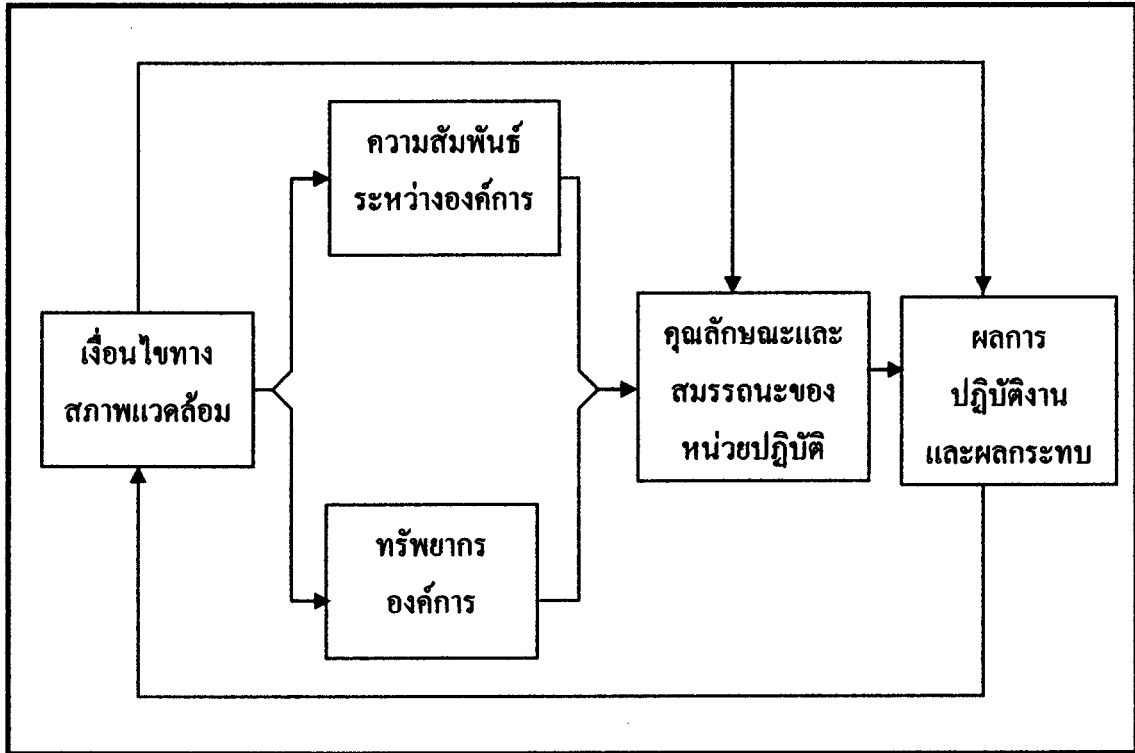 ความสัมพันธ์
ระหว่างองค์การ
เงื่อนไขทาง
สภาพแวดล้อม
ทรัพยากร
องค์การ
คุณลักษณะและ
สมรรถนะของ
หน่วยปฏิบัติ
ผลการ
ปฏิบัติงาน
และผลกระทบ